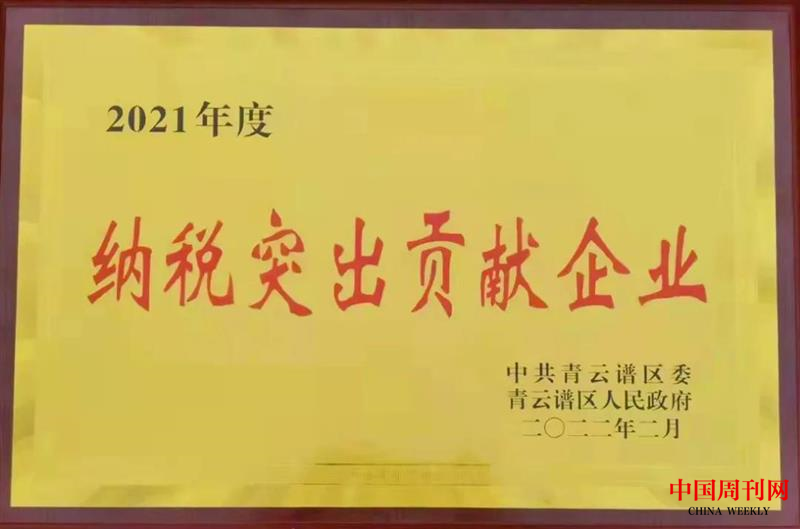 2021年度
纳税突出贡献企业
中共青云谱区委
青云谱区人民政府
二〇二二年二月
中国周刊网
CHINA WEEKLY